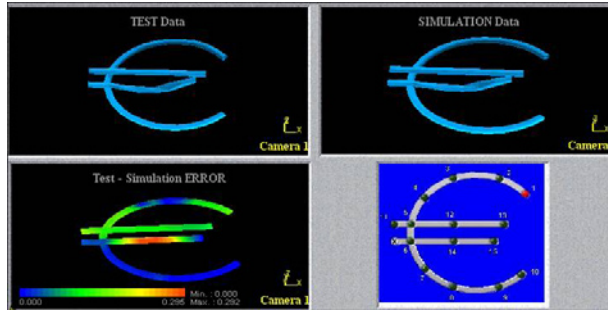 TEST Data
SIMULATION Data
Camera 1
Camera
Test - Simulation ERROR
0.000
0.295
Min. : 0.000
Max. : 0.292
Camera 1
2
1
4
5
12
13
6
14
15
7
8
9
10